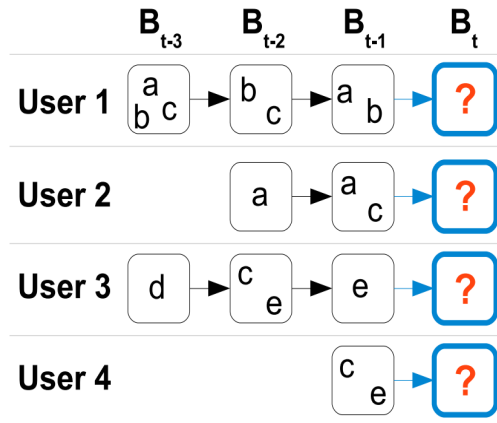 B t-3 B t-2 B t-1 B t
User 1 a b c b c a b ?
User 2 a a c ?
User 3 d c e e ?
User 4 c e ?